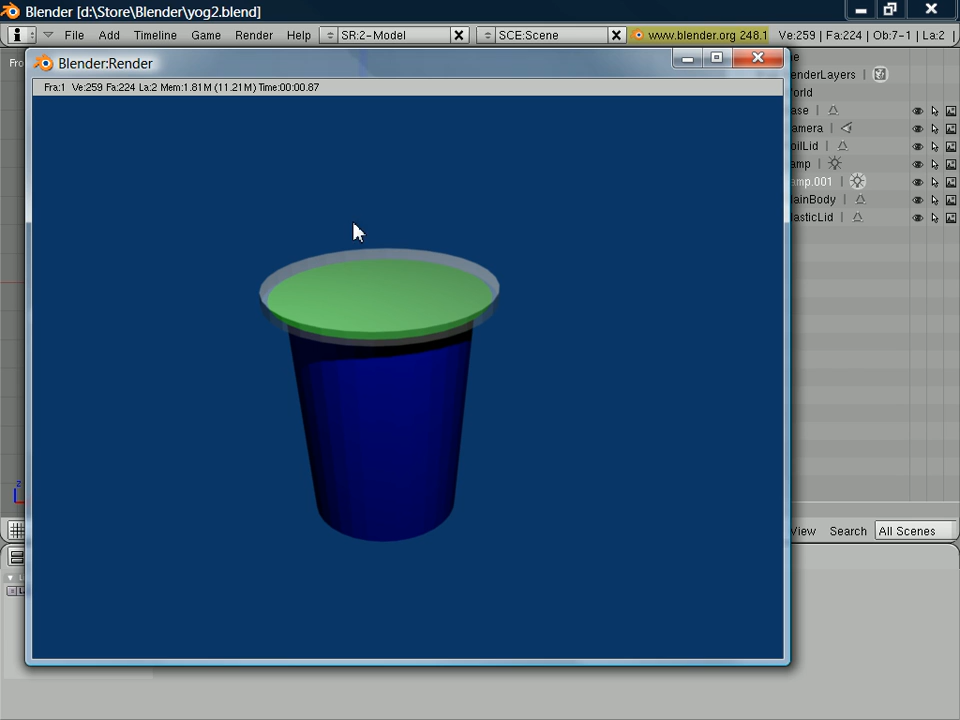 Blender [d:\Store\Blender\yog2.blend]
File Add Timeline Game Render Help SR:2-Model SCE:Scene www.blender.org 248.1 Ve:259 | Fa:224 | Ob:7-1 | La:2 |
Blender:Render
Fra:1 Ve:259 Fa:224 La:2 Mem:1.81M (11.21M) Time:00:00.87
Fro
ne
enderLayers
orld
ase
amera
oilLid
amp
amp.001
ainBody
lasticLid
z
View Search All Scenes